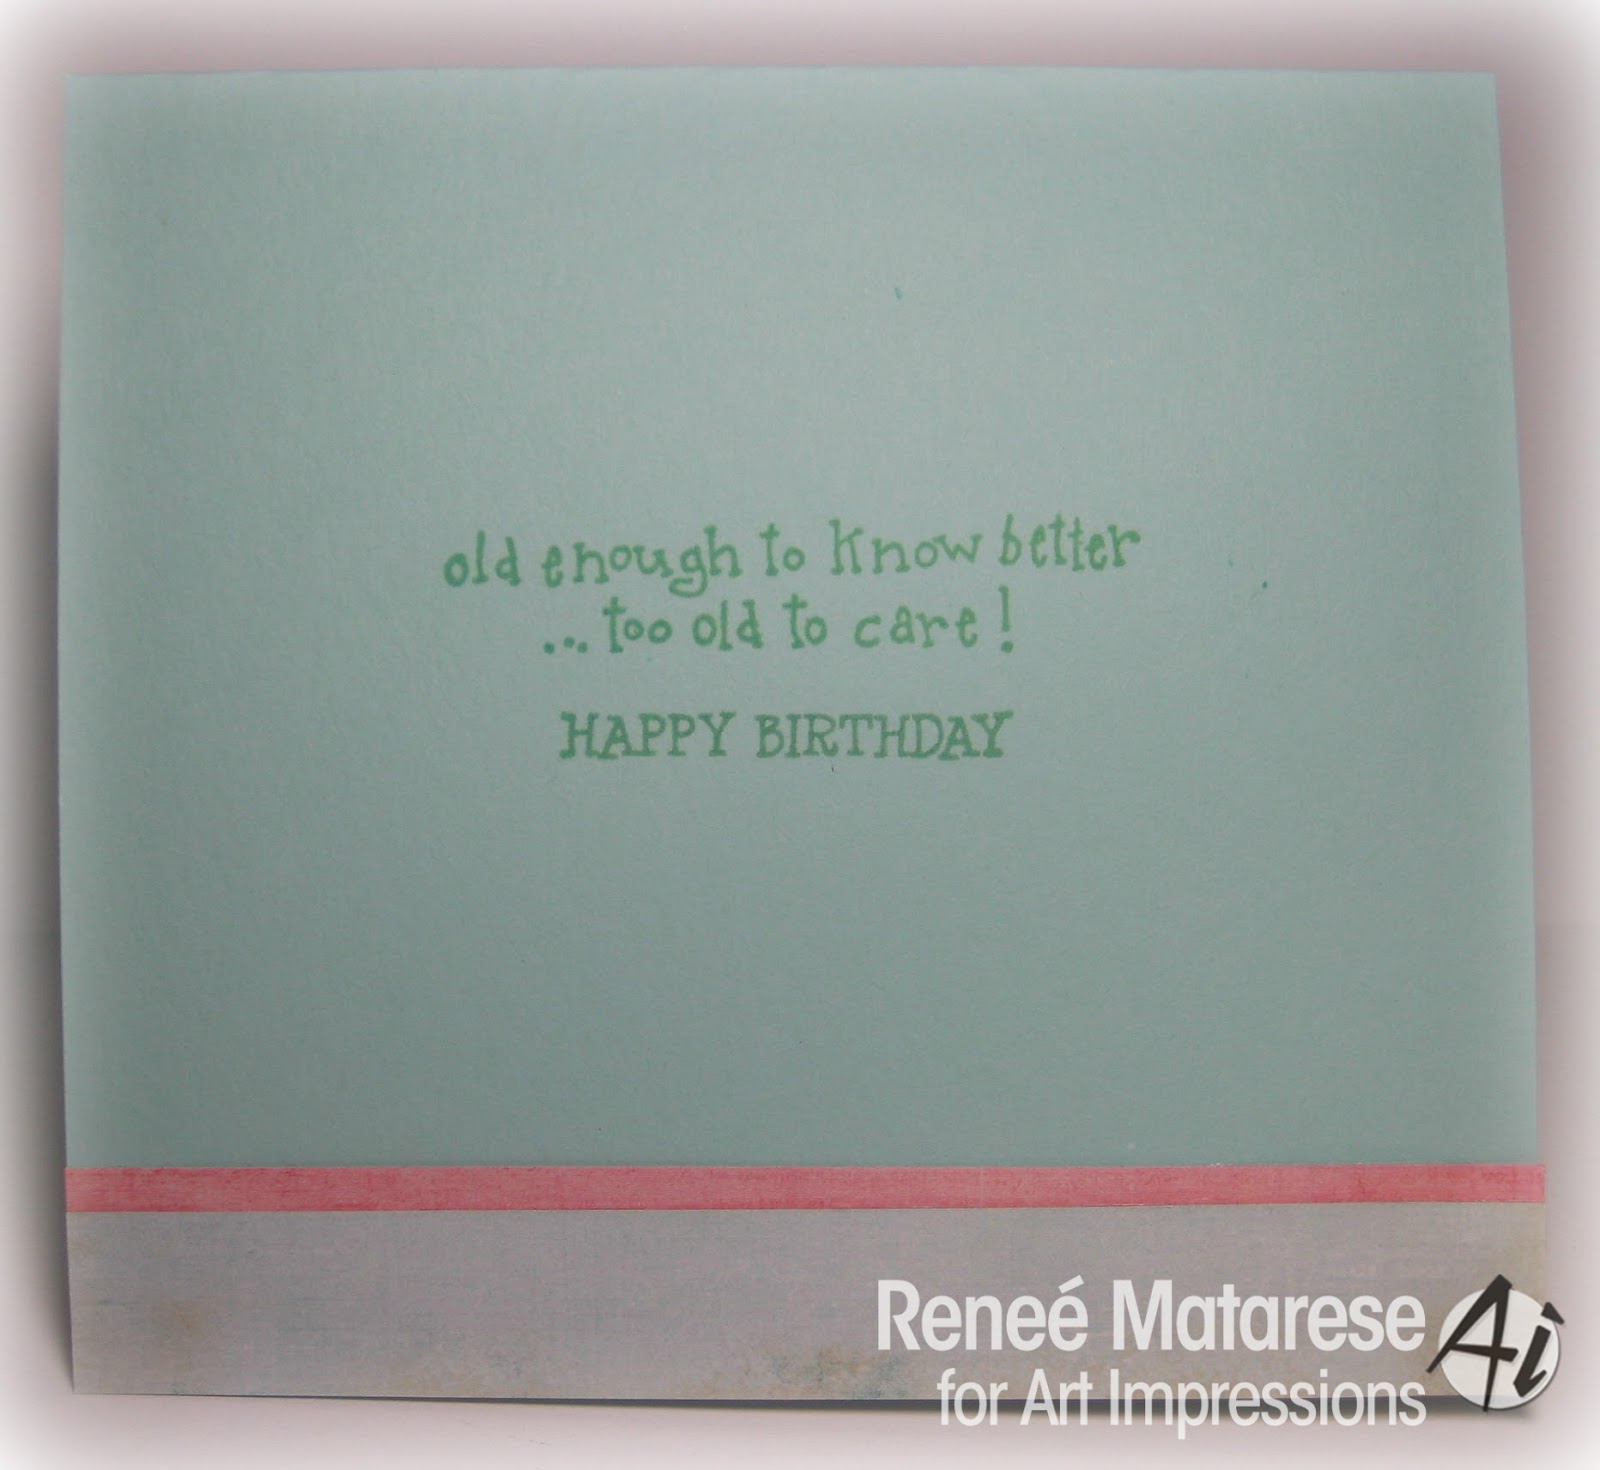 old enough to know better
... too old to care!
HAPPY BIRTHDAY
Reneé Matarese
for Art Impressions
Ai